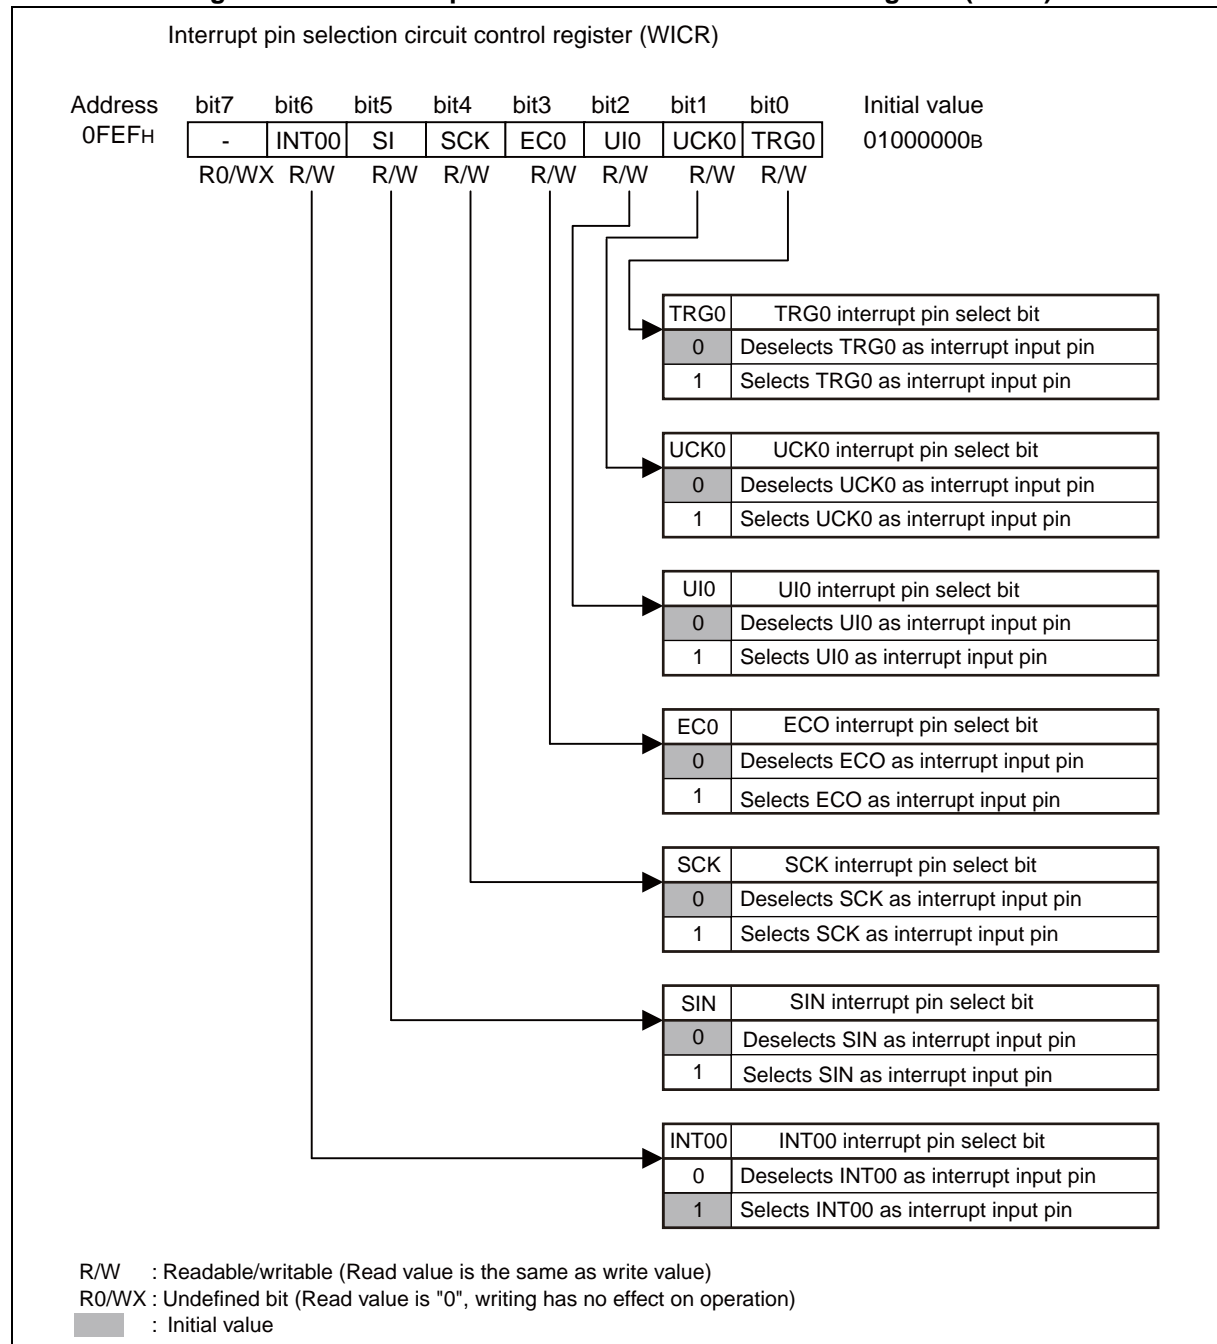 Interrupt pin selection circuit control register (WICR)
Address bit7 bit6 bit5 bit4 bit3 bit2 bit1 bit0 Initial value
0FEFH - INT00 SI SCK EC0 UI0 UCK0 TRG0 01000000B
R0/WX R/W R/W R/W R/W R/W R/W R/W
TRG0 TRG0 interrupt pin select bit
0 Deselects TRG0 as interrupt input pin
1 Selects TRG0 as interrupt input pin
UCK0 UCK0 interrupt pin select bit
0 Deselects UCK0 as interrupt input pin
1 Selects UCK0 as interrupt input pin
UI0 UI0 interrupt pin select bit
0 Deselects UI0 as interrupt input pin
1 Selects UI0 as interrupt input pin
EC0 ECO interrupt pin select bit
0 Deselects ECO as interrupt input pin
1 Selects ECO as interrupt input pin
SCK SCK interrupt pin select bit
0 Deselects SCK as interrupt input pin
1 Selects SCK as interrupt input pin
SIN SIN interrupt pin select bit
0 Deselects SIN as interrupt input pin
1 Selects SIN as interrupt input pin
INT00 INT00 interrupt pin select bit
0 Deselects INT00 as interrupt input pin
1 Selects INT00 as interrupt input pin
R/W : Readable/writable (Read value is the same as write value)
R0/WX : Undefined bit (Read value is "0", writing has no effect on operation)
: Initial value